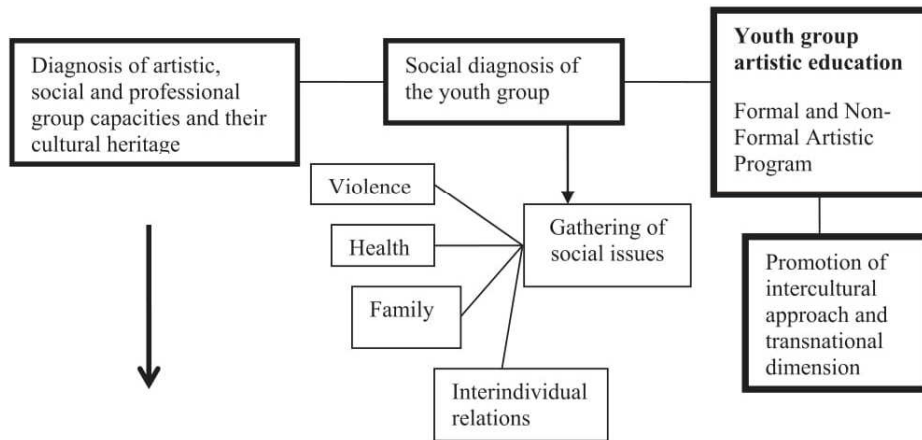 Diagnosis of artistic,
social and professional
group capacities and their
cultural heritage
Social diagnosis of
the youth group
Youth group
artistic education
Formal and Non-
Formal Artistic
Program
Violence
Health
Family
Interindividual
relations
Gathering of
social issues
Promotion of
intercultural
approach and
transnational
dimension